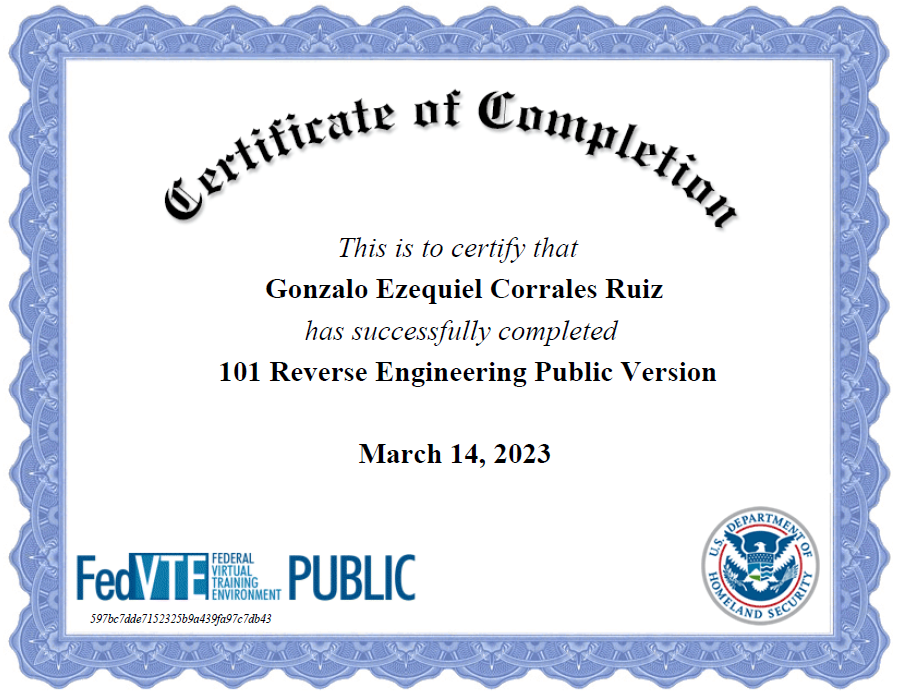 Certificate of Completion
This is to certify that
Gonzalo Ezequiel Corrales Ruiz
has successfully completed
101 Reverse Engineering Public Version
March 14, 2023
FedVTE FEDERAL VIRTUAL TRAINING ENVIRONMENT PUBLIC
597bc7dde7152325b9a439fa97c7db43
U.S. DEPARTMENT OF
HOMELAND SECURITY